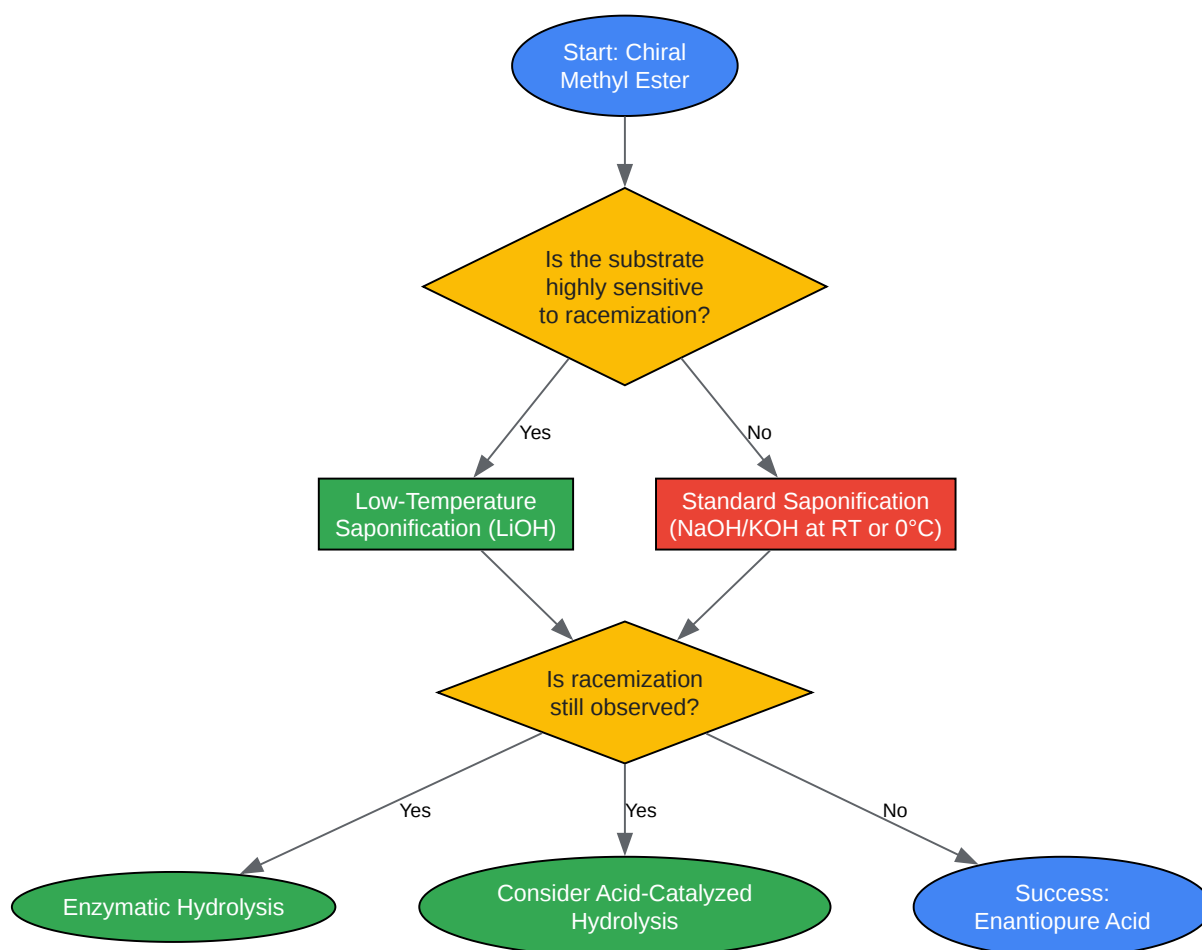 Start: Chiral
Methyl Ester
Is the substrate
highly sensitive
to racemization?
Yes
No
Low-Temperature
Saponification (LiOH)
Standard Saponification
(NaOH/KOH at RT or 0°C)
Is racemization
still observed?
Yes
Yes
No
Enzymatic Hydrolysis
Consider Acid-Catalyzed
Hydrolysis
Success:
Enantiopure Acid